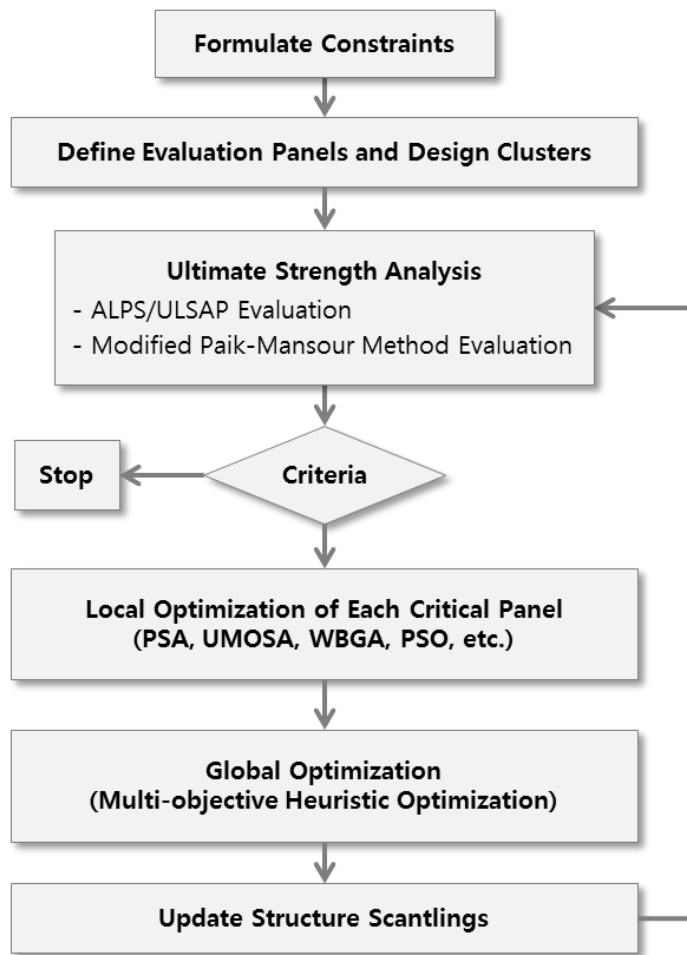 Formulate Constraints
Define Evaluation Panels and Design Clusters
Ultimate Strength Analysis
- ALPS/ULSAP Evaluation
- Modified Paik-Mansour Method Evaluation
Stop
Criteria
Local Optimization of Each Critical Panel
(PSA, UMOSA, WBGA, PSO, etc.)
Global Optimization
(Multi-objective Heuristic Optimization)
Update Structure Scantlings